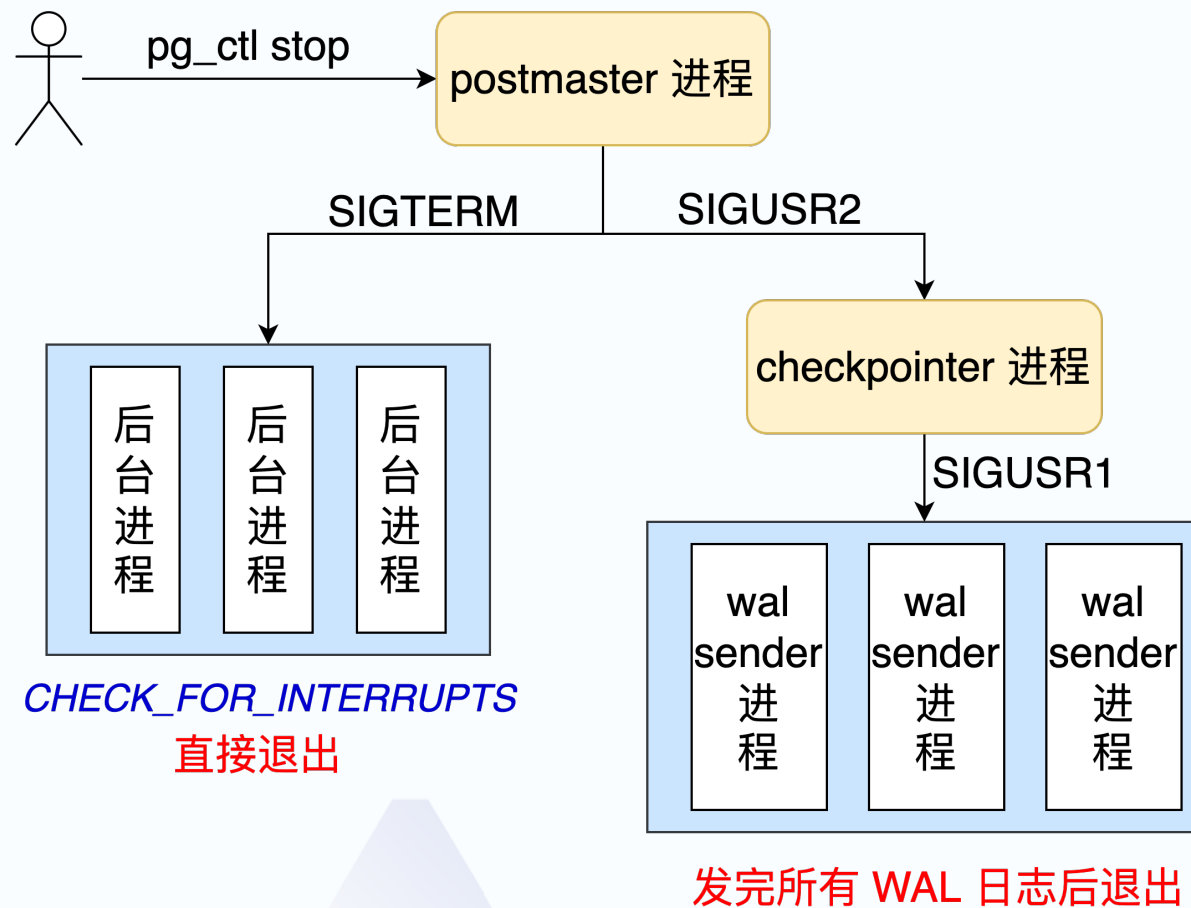 pg_ctl stop
postmaster 进程
SIGTERM
SIGUSR2
checkpointer 进程
SIGUSR1
后台进程
后台进程
后台进程
CHECK_FOR_INTERRUPTS
直接退出
wal
sender
进
程
wal
sender
进
程
wal
sender
进
程
发完所有 WAL 日志后退出